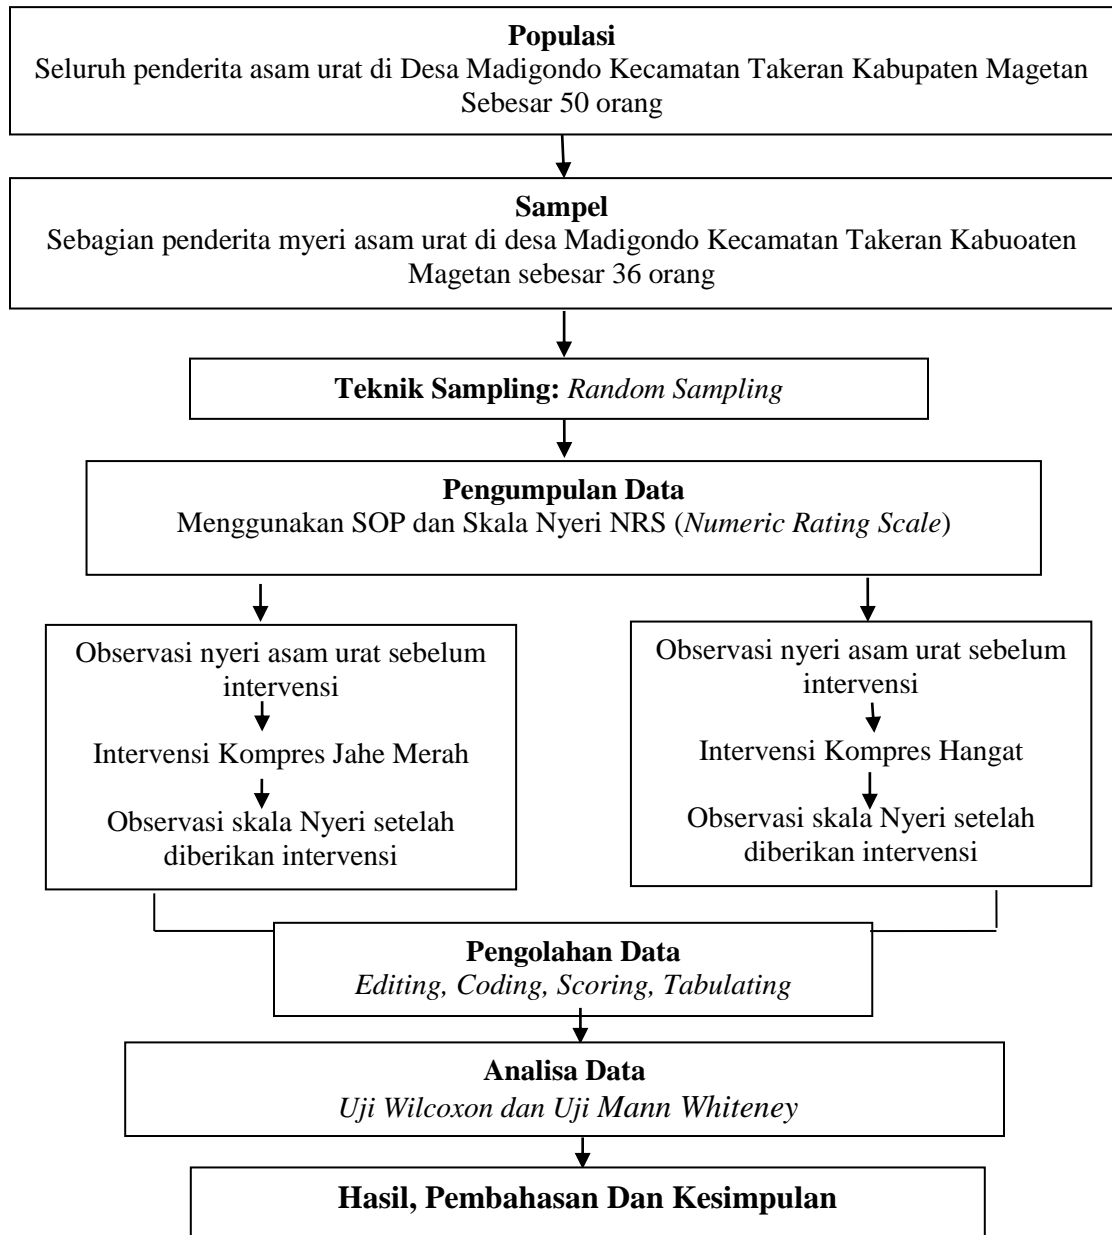 Populasi
Seluruh penderita asam urat di Desa Madigondo Kecamatan Takeran Kabupaten Magetan
Sebesar 50 orang
Sampel
Sebagian penderita myeri asam urat di desa Madigondo Kecamatan Takeran Kabuoaten
Magetan sebesar 36 orang
Teknik Sampling: Random Sampling
Pengumpulan Data
Menggunakan SOP dan Skala Nyeri NRS (Numeric Rating Scale)
Observasi nyeri asam urat sebelum
intervensi
Intervensi Kompres Jahe Merah
Observasi skala Nyeri setelah
diberikan intervensi
Observasi nyeri asam urat sebelum
intervensi
Intervensi Kompres Hangat
Observasi skala Nyeri setelah
diberikan intervensi
Pengolahan Data
Editing, Coding, Scoring, Tabulating
Analisa Data
Uji Wilcoxon dan Uji Mann Whiteney
Hasil, Pembahasan Dan Kesimpulan